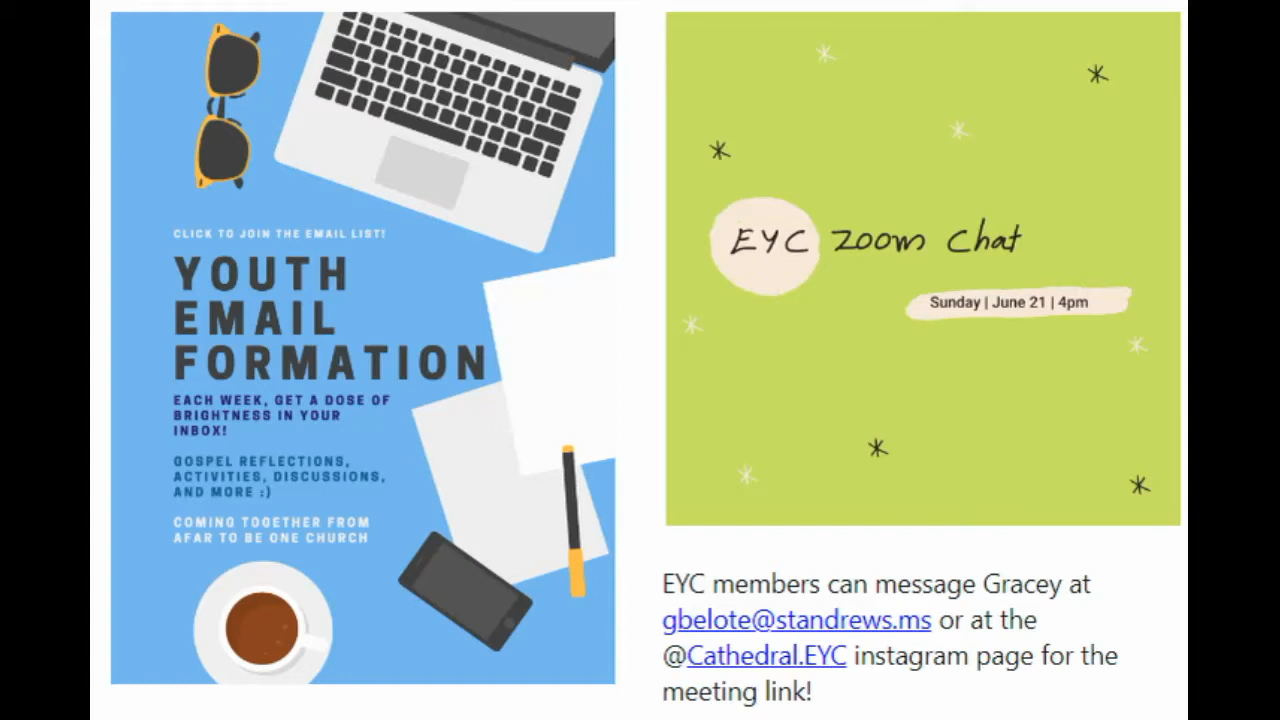 CLICK TO JOIN THE EMAIL LIST!
YOUTH
EMAIL
FORMATION
EACH WEEK, GET A DOSE OF
BRIGHTNESS IN YOUR
INBOX!
GOSPEL REFLECTIONS,
ACTIVITIES, DISCUSSIONS,
AND MORE :)
COMING TOGETHER FROM
AFAR TO BE ONE CHURCH
EYC Zoom Chat
Sunday | June 21 | 4pm
EYC members can message Gracey at
gbelote@standrews.ms or at the
@Cathedral.EYC instagram page for the
meeting link!